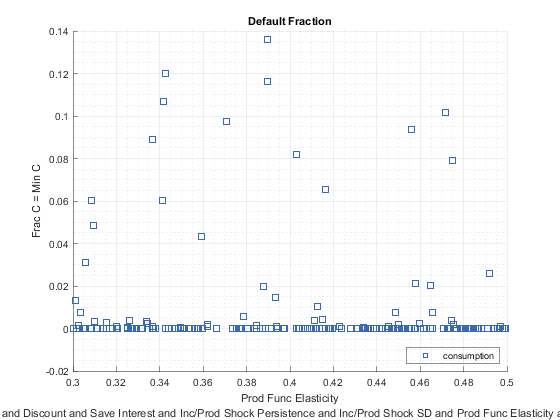 Default Fraction
0.14
0.12
0.1
0.08
0.06
0.04
0.02
0
-0.02
Frac C = Min C
consumption
0.3 0.32 0.34 0.36 0.38 0.4 0.42 0.44 0.46 0.48 0.5
Prod Func Elasticity
and Discount and Save Interest and Inc/Prod Shock Persistence and Inc/Prod Shock SD and Prod Func Elasticity a